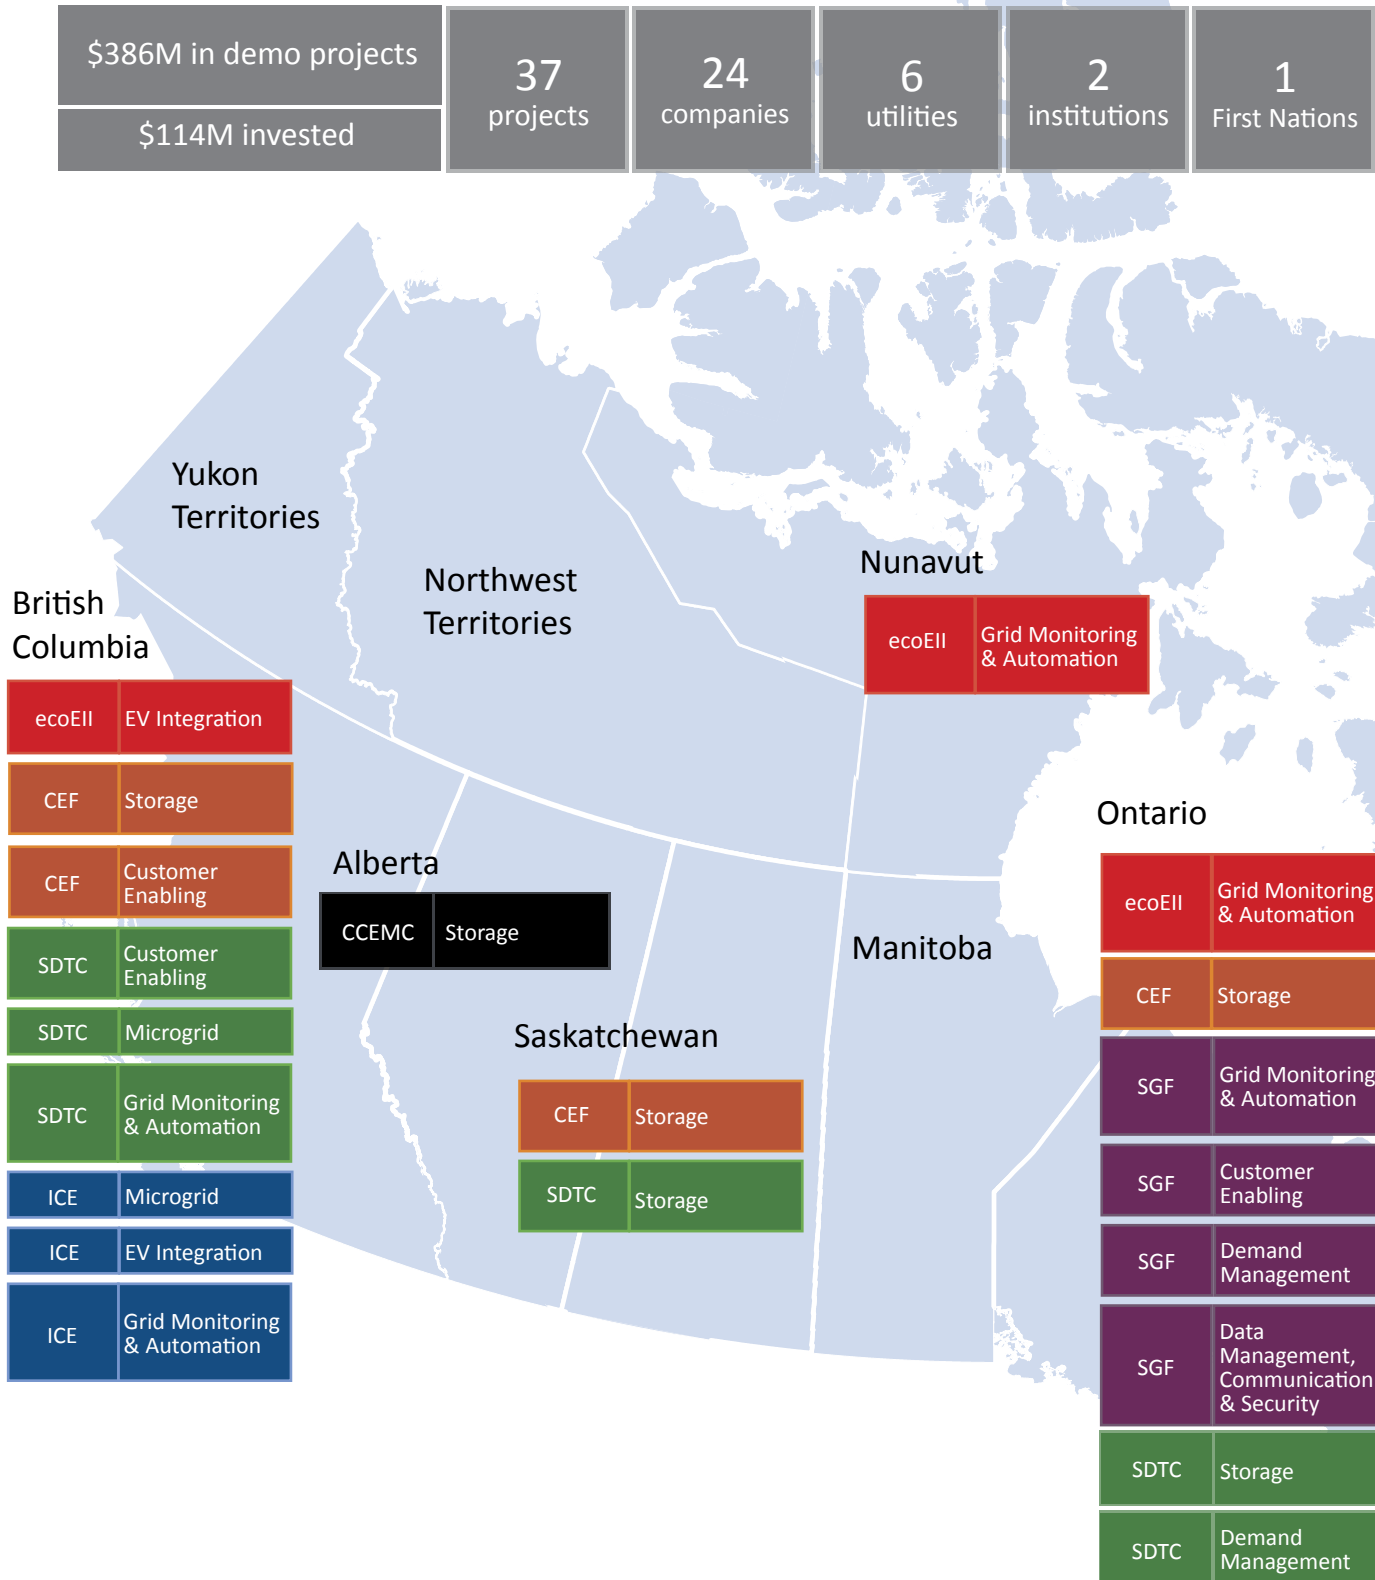 $386M in demo projects
$114M invested
37
projects
24
companies
6
utilities
2
institutions
1
First Nations
Yukon
Territories
Northwest
Territories
Nunavut
ecoEII
Grid Monitoring
& Automation
British
Columbia
ecoEII
EV Integration
CEF
Storage
CEF
Customer
Enabling
SDTC
Customer
Enabling
SDTC
Microgrid
SDTC
Grid Monitoring
& Automation
ICE
Microgrid
ICE
EV Integration
ICE
Grid Monitoring
& Automation
Alberta
CCEMC
Storage
Saskatchewan
CEF
Storage
SDTC
Storage
Manitoba
Ontario
ecoEII
Grid Monitoring
& Automation
CEF
Storage
SGF
Grid Monitoring
& Automation
SGF
Customer
Enabling
SGF
Demand
Management
SGF
Data
Management,
Communication
& Security
SDTC
Storage
SDTC
Demand
Management